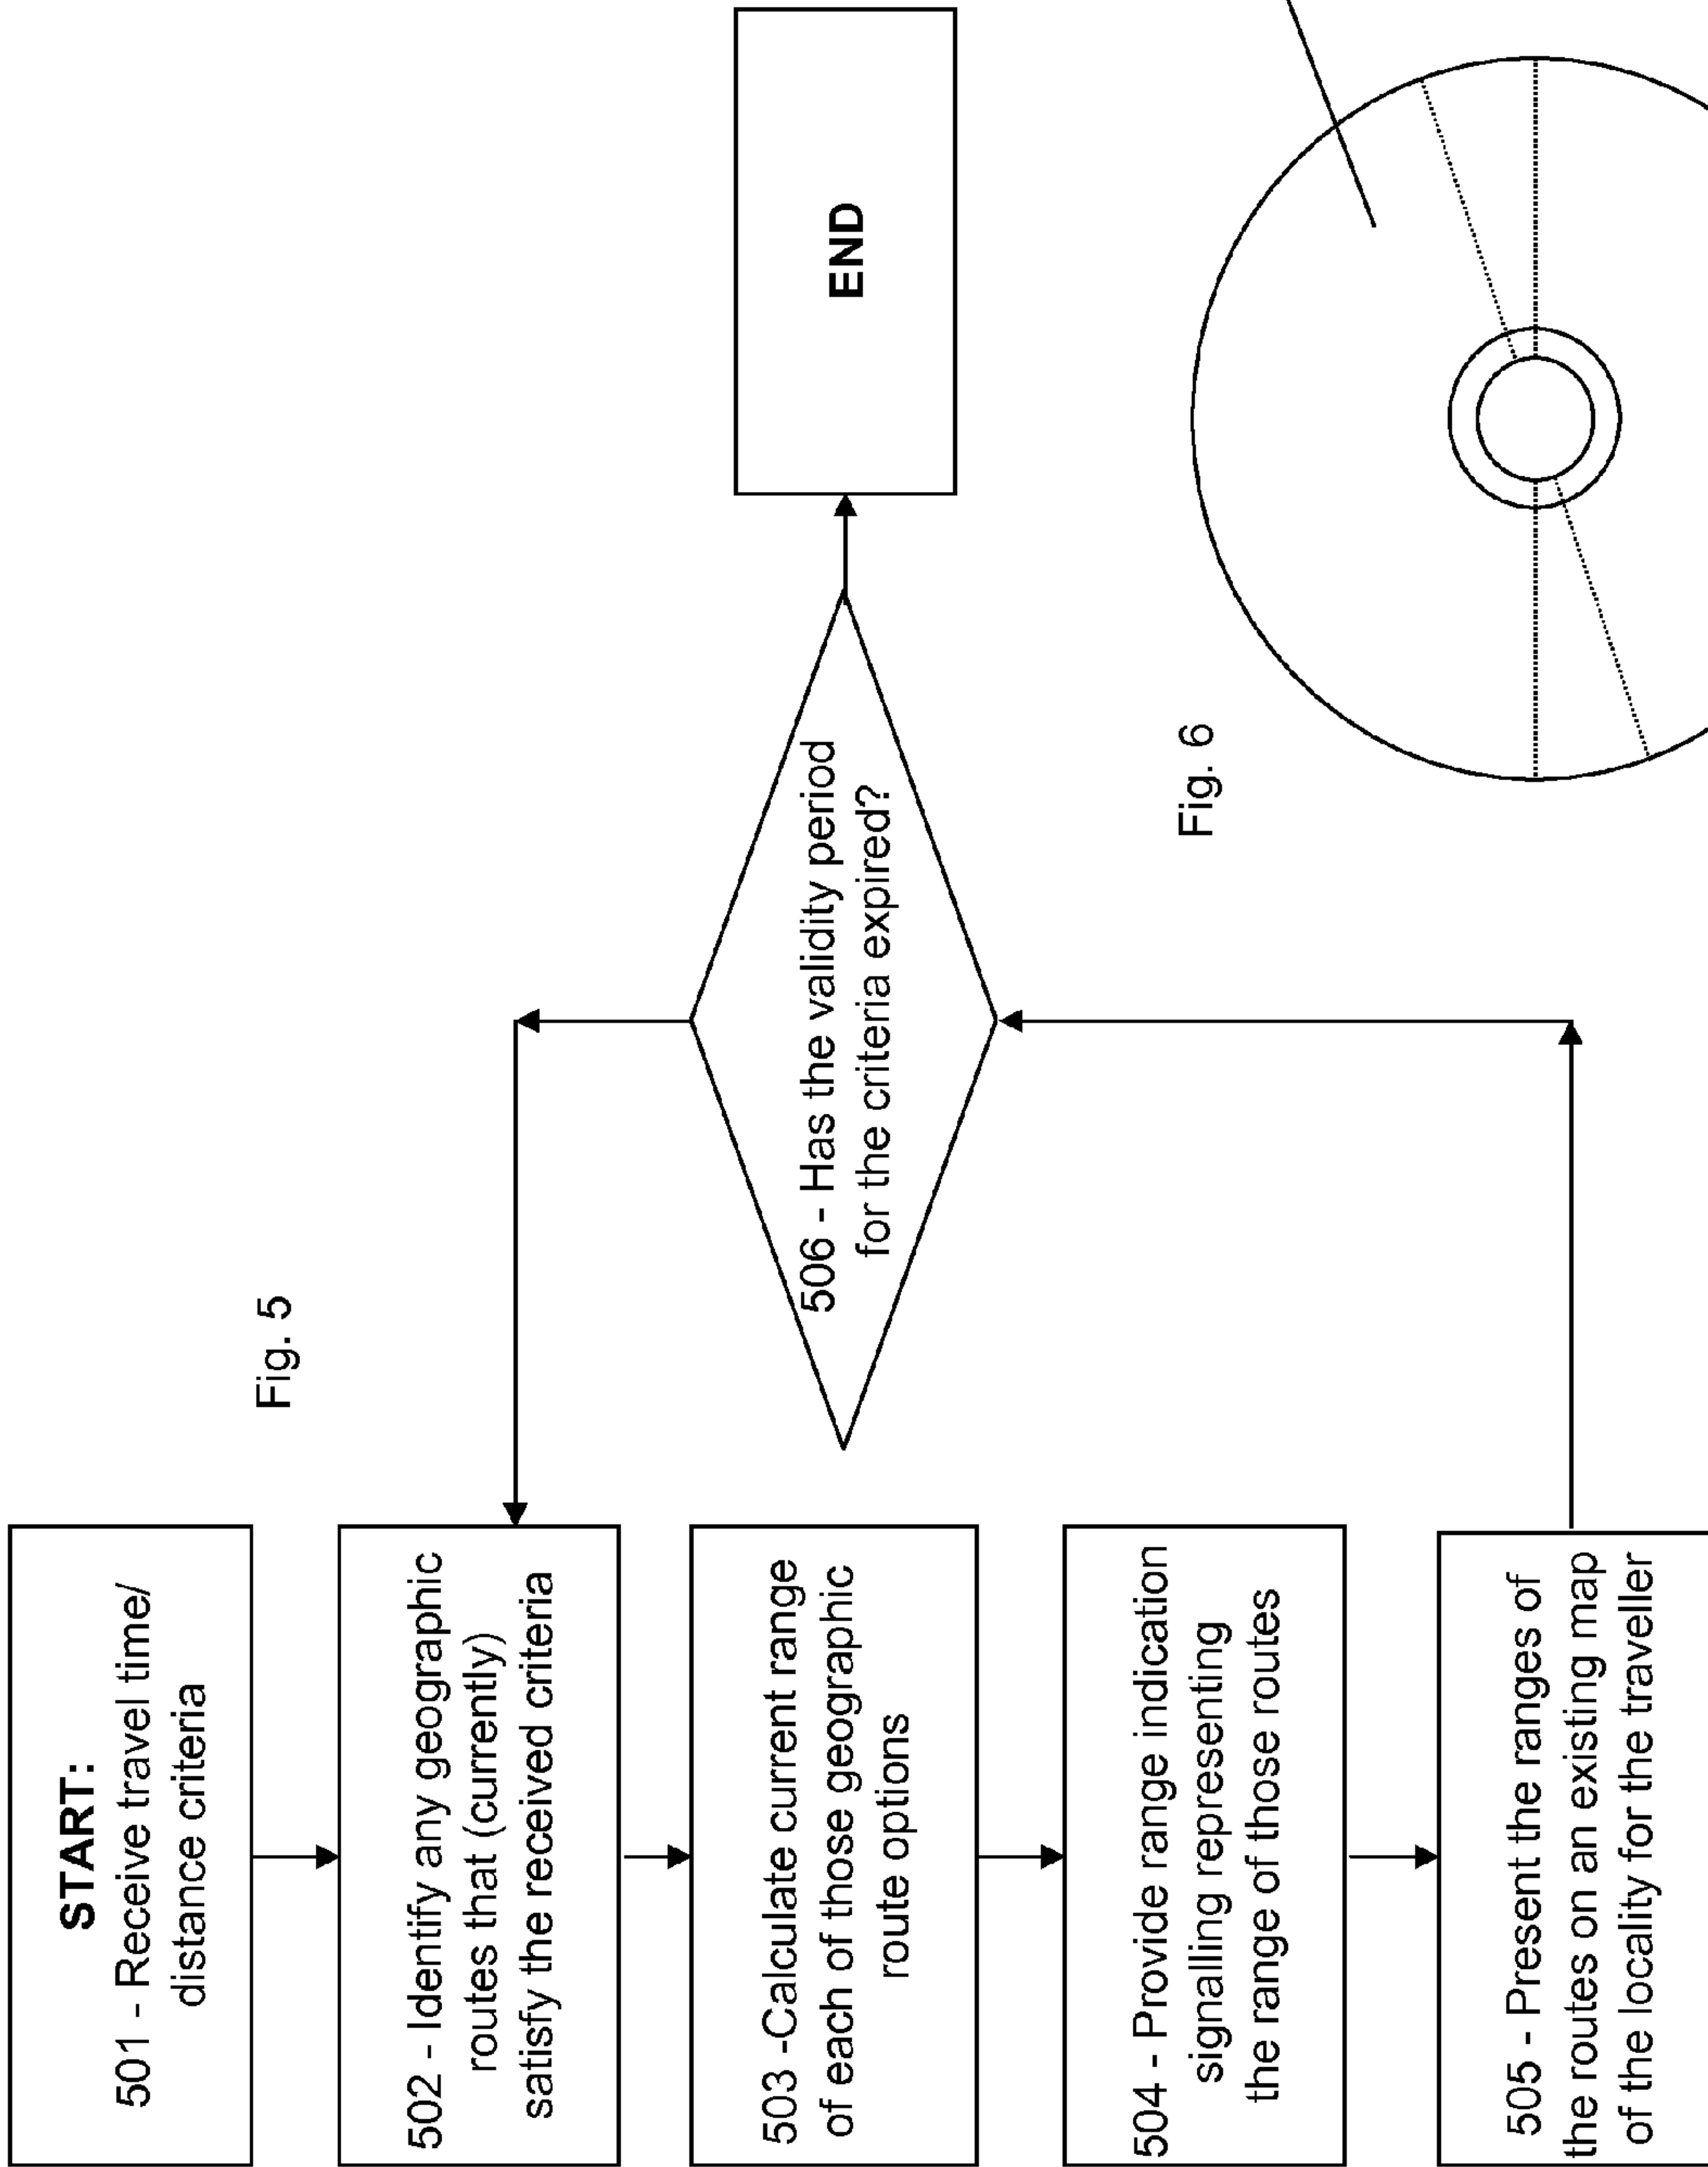 Fig. 5
START:
501 - Receive travel time/
distance criteria
502 - Identify any geographic
routes that (currently)
satisfy the received criteria
503 -Calculate current range
of each of those geographic
route options
504 - Provide range indication
signalling representing
the range of those routes
505 - Present the ranges of
the routes on an existing map
of the locality for the traveller
506 - Has the validity period
for the criteria expired?
END
Fig. 6